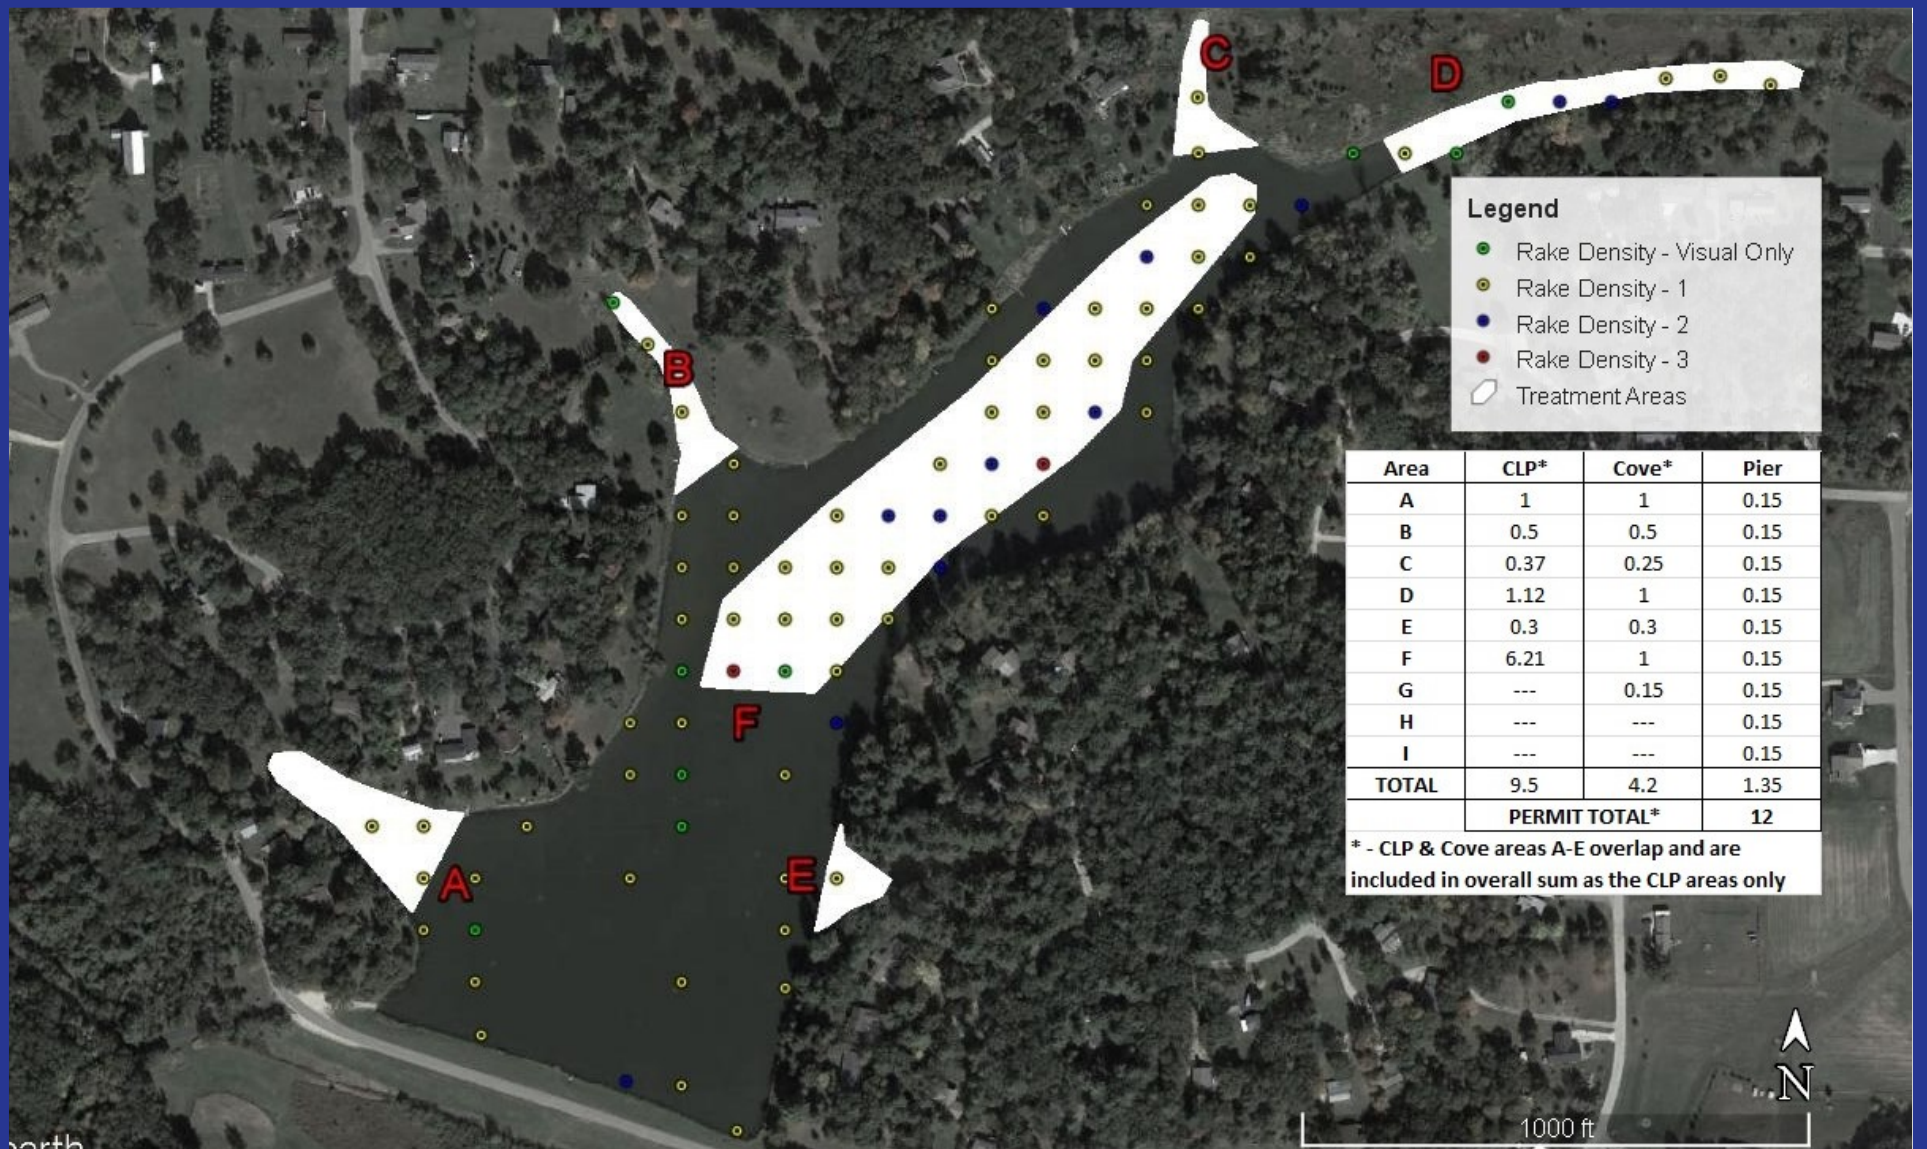 C
D
B
A
E
F
Legend
Rake Density - Visual Only
Rake Density - 1
Rake Density - 2
Rake Density - 3
Treatment Areas
Area CLP* Cove* Pier
A 1 1 0.15
B 0.5 0.5 0.15
C 0.37 0.25 0.15
D 1.12 1 0.15
E 0.3 0.3 0.15
F 6.21 1 0.15
G --- 0.15 0.15
H --- --- 0.15
I --- --- 0.15
TOTAL 9.5 4.2 1.35
PERMIT TOTAL* 12
* - CLP & Cove areas A-E overlap and are
included in overall sum as the CLP areas only
N
1000 ft